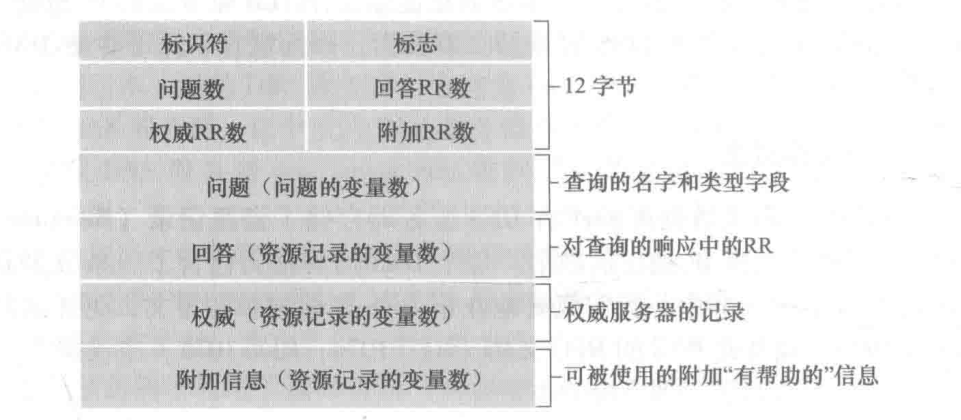 标识符 标志
问题数 回答RR数 12字节
权威RR数 附加RR数
问题（问题的变量数） 查询的名字和类型字段
回答（资源记录的变量数） 对查询的响应中的RR
权威（资源记录的变量数） 权威服务器的记录
附加信息（资源记录的变量数） 可被使用的附加“有帮助的”信息